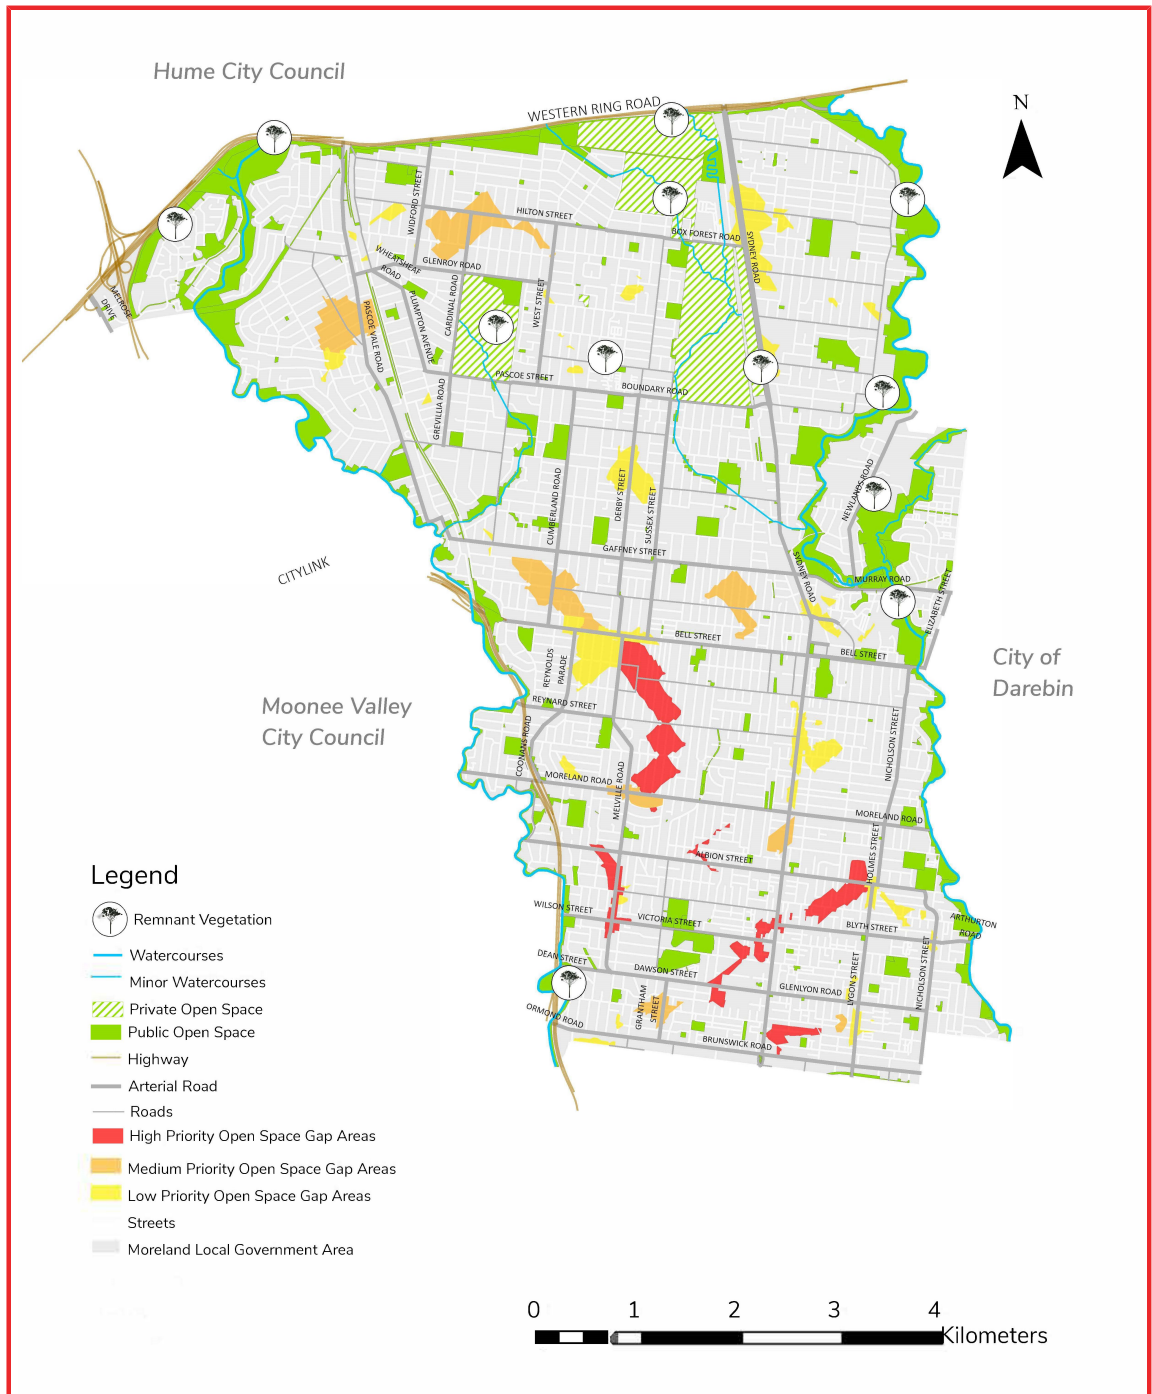 Hume City Council
WESTERN RING ROAD
N
WIDFORD STREET
HILTON STREET
BOX FOREST ROAD
SYDNEY ROAD
WHEATSHEAF
ROAD
GLENROY ROAD
MELROSE
DRIVE
PASCOE VALE ROAD
PLUMPTON AVENUE
CARDINAL ROAD
WEST STREET
PASCOE STREET
BOUNDARY ROAD
GREVILLIA ROAD
CUMBERLAND ROAD
DERBY STREET
SUSSEX STREET
NEWLANDS ROAD
GAFFNEY STREET
SYDNEY ROAD
MURRAY ROAD
ELIZABETH STREET
CITYLINK
BELL STREET
BELL STREET
City of
Darebin
REYNOLDS
PARADE
REYNARD STREET
Moonee Valley
City Council
COONANS ROAD
NICHOLSON STREET
MORELAND ROAD
MELVILLE ROAD
MORELAND ROAD
ALBION STREET
HOLMES STREET
WILSON STREET
VICTORIA STREET
BLYTH STREET
ARTHURTON
ROAD
DEAN STREET
DAWSON STREET
GLENLYON ROAD
LYGON STREET
NICHOLSON STREET
GRANTHAM
STREET
ORMOND ROAD
BRUNSWICK ROAD
Legend
Remnant Vegetation
Watercourses
Minor Watercourses
Private Open Space
Public Open Space
Highway
Arterial Road
Roads
High Priority Open Space Gap Areas
Medium Priority Open Space Gap Areas
Low Priority Open Space Gap Areas
Streets
Moreland Local Government Area
0 1 2 3 4
Kilometers